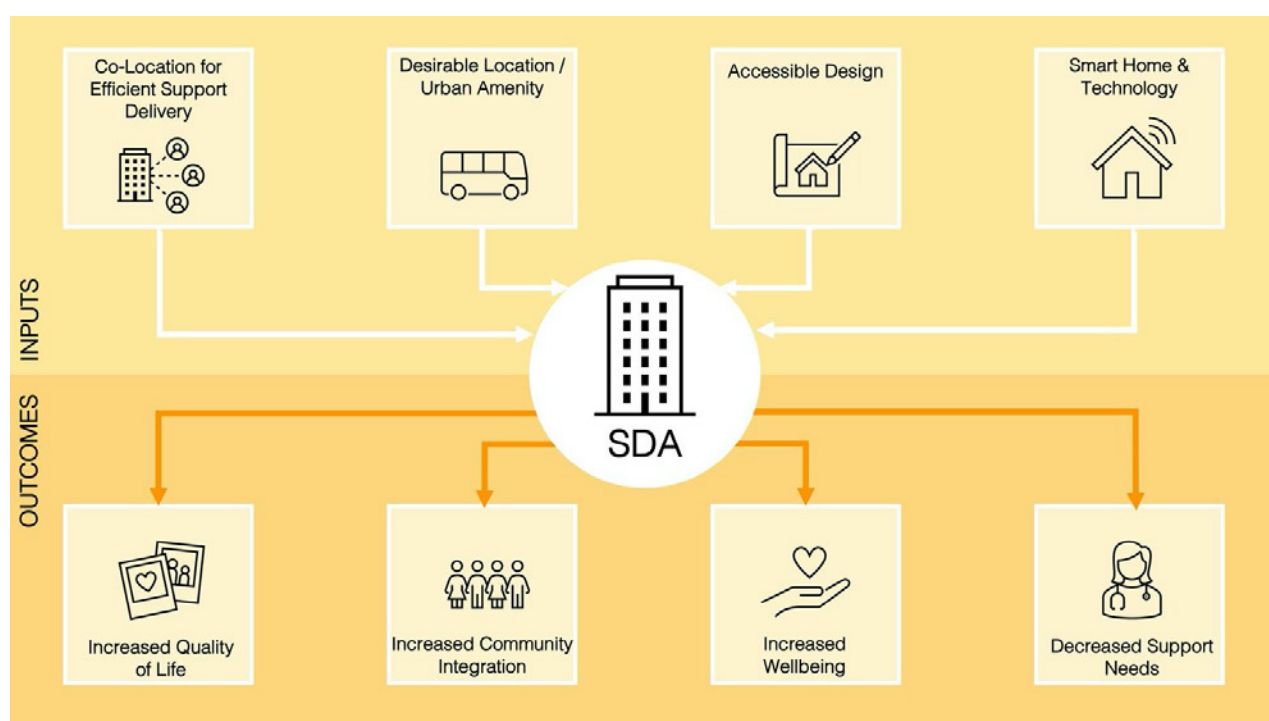 Co-Location for
Efficient Support
Delivery
Desirable Location /
Urban Amenity
Accessible Design
Smart Home &
Technology
INPUTS
SDA
OUTCOMES
Increased Quality
of Life
Increased Community
Integration
Increased
Wellbeing
Decreased Support
Needs